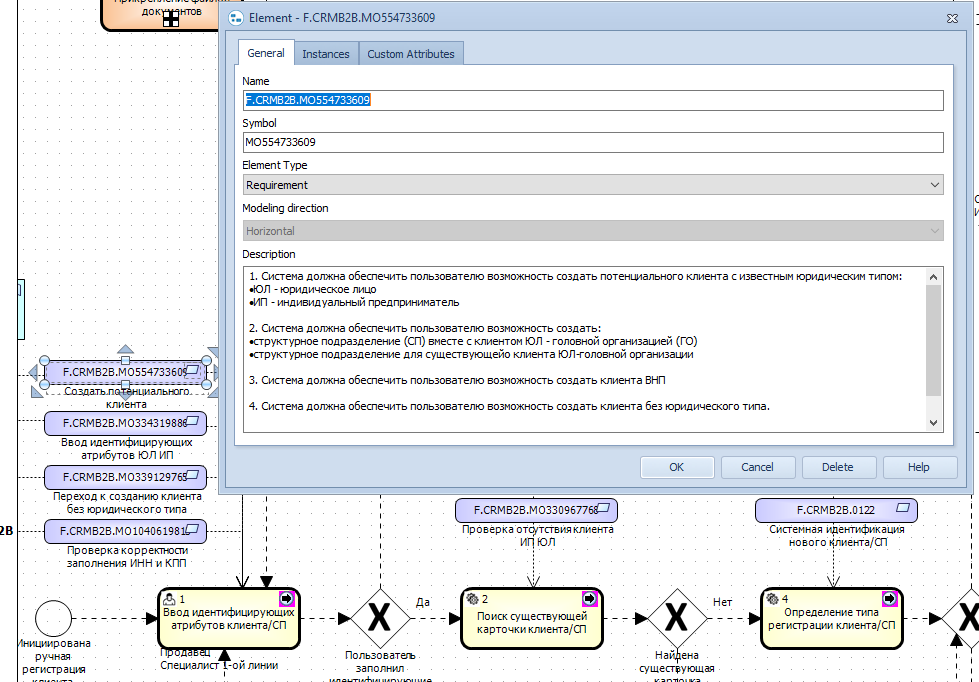 Прикрепление файлов
документов
Element - F.CRMB2B.MO554733609
General
Instances
Custom Attributes
Name
F.CRMB2B.MO554733609
Symbol
MO554733609
Element Type
Requirement
Modeling direction
Horizontal
Description
1. Система должна обеспечить пользователю возможность создать потенциального клиента с известным юридическим типом:
•ЮЛ - юридическое лицо
•ИП - индивидуальный предприниматель
2. Система должна обеспечить пользователю возможность создать:
•структурное подразделение (СП) вместе с клиентом ЮЛ - головной организацией (ГО)
•структурное подразделение для существующейо клиента ЮЛ-головной организации
3. Система должна обеспечить пользователю возможность создать клиента ВНП
4. Система должна обеспечить пользователю возможность создать клиента без юридического типа.
OK
Cancel
Delete
Help
F.CRMB2B.MO554733609
Создать потенциального
клиента
F.CRMB2B.MO334319886
Ввод идентифицирующих
атрибутов ЮЛ ИП
F.CRMB2B.MO339129765
Переход к созданию клиента
без юридического типа
2B
F.CRMB2B.MO104061981
Проверка корректности
заполнения ИНН и КПП
F.CRMB2B.MO330967768
Проверка отсутствия клиента
ИП ЮЛ
F.CRMB2B.0122
Системная идентификация
нового клиента/СП
Инициирована
ручная
регистрация
клиента
1
Ввод идентифицирующих
атрибутов клиента/СП
Продавец
Специалист 1-ой линии
Да
Пользователь
заполнил
идентифицирующие
2
Поиск существующей
карточки клиента/СП
Нет
Найдена
существующая
карточка
4
Определение типа
регистрации клиента/СП